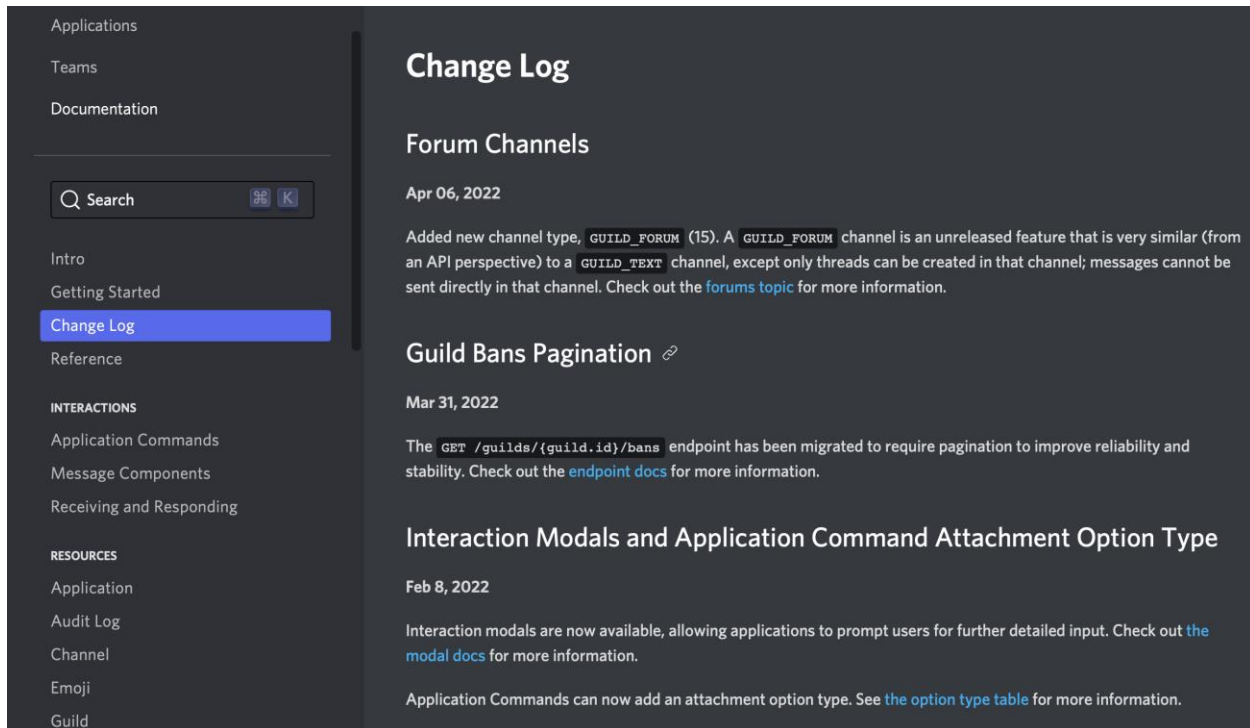 Applications
Teams
Documentation
Search ⌘ K
Intro
Getting Started
Change Log
Reference
INTERACTIONS
Application Commands
Message Components
Receiving and Responding
RESOURCES
Application
Audit Log
Channel
Emoji
Guild
Change Log
Forum Channels
Apr 06, 2022
Added new channel type, GUILD_FORUM (15). A GUILD_FORUM channel is an unreleased feature that is very similar (from
an API perspective) to a GUILD_TEXT channel, except only threads can be created in that channel; messages cannot be
sent directly in that channel. Check out the forums topic for more information.
Guild Bans Pagination
Mar 31, 2022
The GET /guilds/{guild.id}/bans endpoint has been migrated to require pagination to improve reliability and
stability. Check out the endpoint docs for more information.
Interaction Modals and Application Command Attachment Option Type
Feb 8, 2022
Interaction modals are now available, allowing applications to prompt users for further detailed input. Check out the
modal docs for more information.
Application Commands can now add an attachment option type. See the option type table for more information.